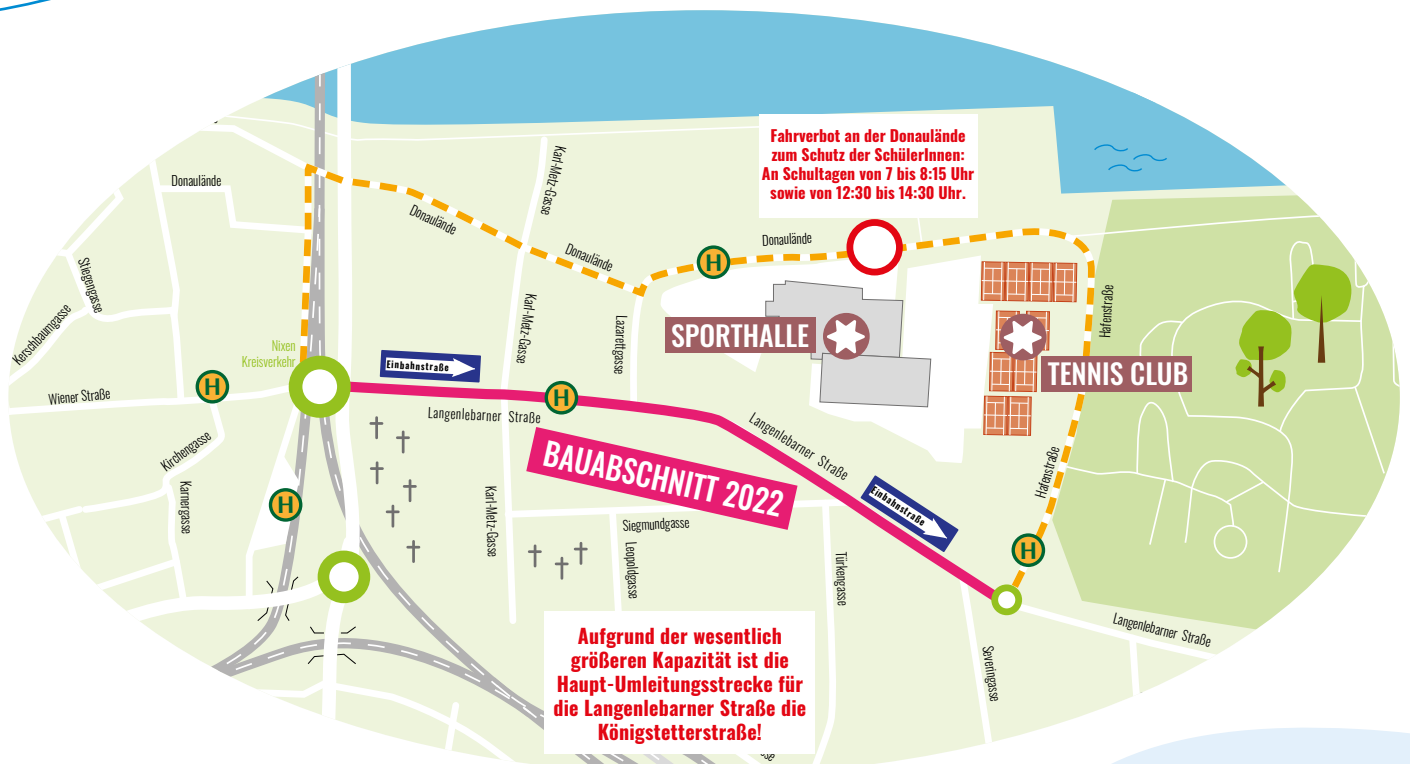 Fahrverbot an der Donaulände
zum Schutz der SchülerInnen:
An Schultagen von 7 bis 8:15 Uhr
sowie von 12:30 bis 14:30 Uhr.
Karl-Metz-Gasse
Donaulände
Donaulände
Donaulände
Donaulände
H
Stiegengasse
Kerschbaumgasse
Karl-Metz-Gasse
Lazarettgasse
Hafenstraße
SPORTHALLE
Nixen
Kreisverkehr
Einbahnstraße
TENNIS CLUB
H
Wiener Straße
H
Langenlebarner Straße
Langenlebarner Straße
Kirchengasse
BAUABSCHNITT 2022
Hafenstraße
Karnergasse
H
Karl-Metz-Gasse
Einbahnstraße
Siegmundgasse
Leopoldgasse
Türkengasse
H
Langenlebarner Straße
Severingasse
Aufgrund der wesentlich
größeren Kapazität ist die
Haupt-Umleitungsstrecke für
die Langenlebarner Straße die
Königstetterstraße!